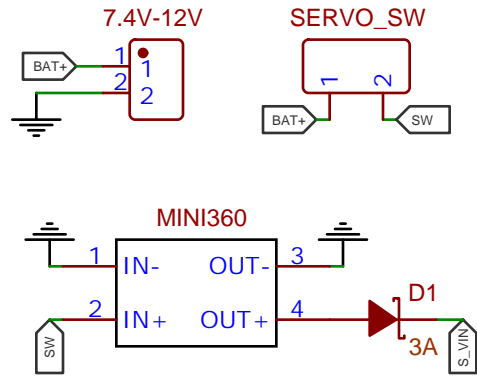 7.4V-12V
SERVO_SW
BAT+
1
1
2
2
1
2
BAT+
SW
MINI360
1
IN-
OUT-
3
2
IN+
OUT+
4
D1
3A
SW
S_VIN